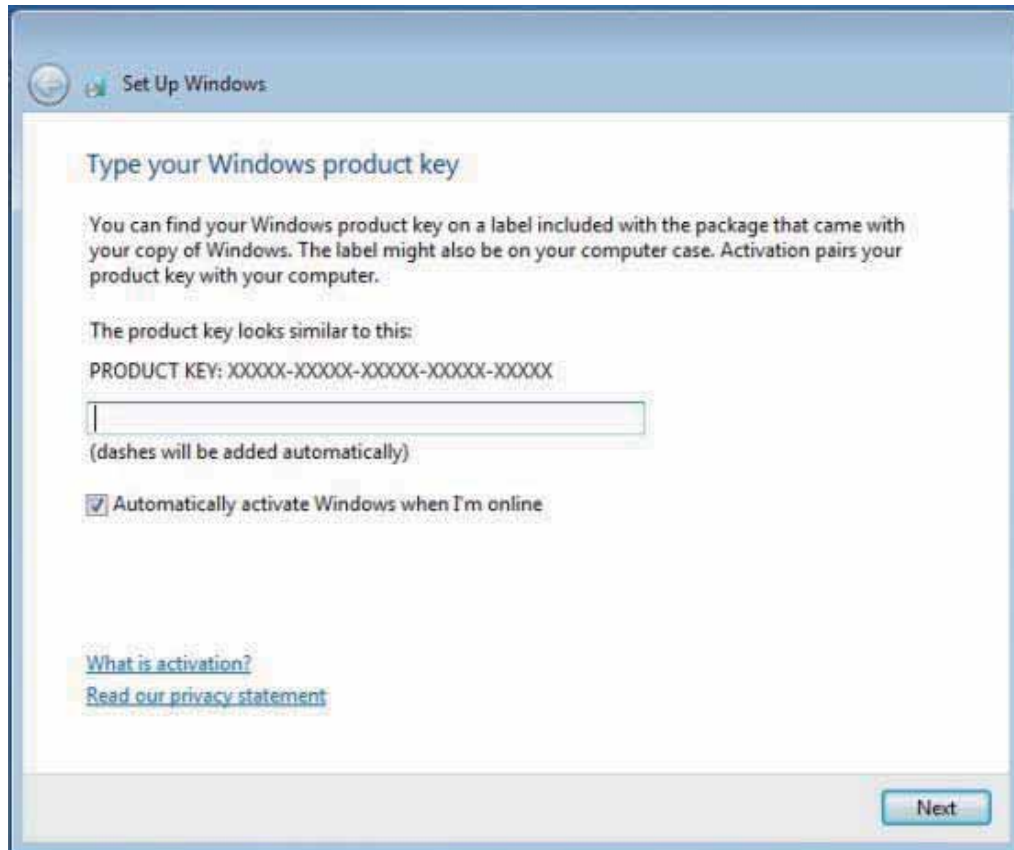 Set Up Windows
Type your Windows product key
You can find your Windows product key on a label included with the package that came with
your copy of Windows. The label might also be on your computer case. Activation pairs your
product key with your computer.
The product key looks similar to this:
PRODUCT KEY: XXXXX-XXXXX-XXXXX-XXXXX-XXXXX
(dashes will be added automatically)
Automatically activate Windows when I'm online
What is activation?
Read our privacy statement
Next